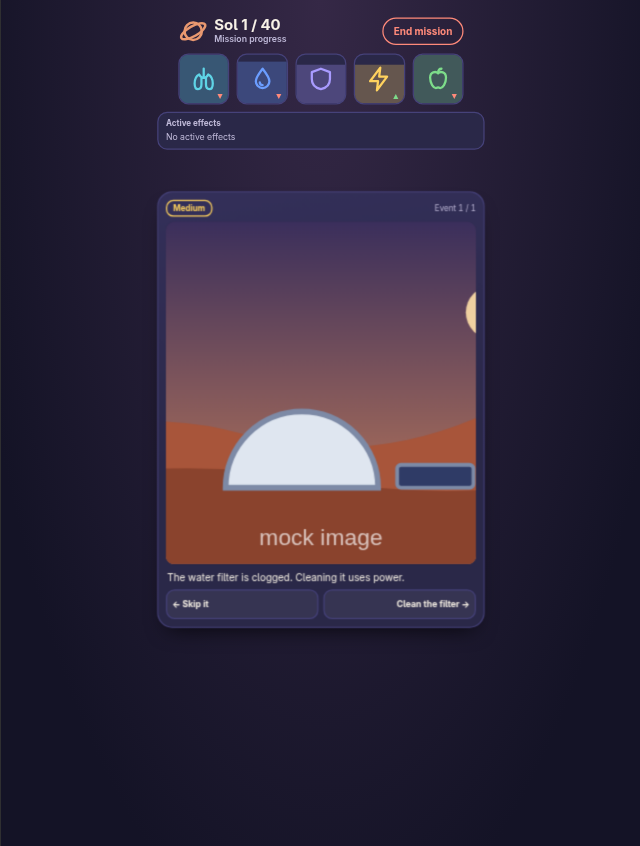 Sol 1 / 40
Mission progress
End mission
Active effects
No active effects
Medium
Event 1 / 1
mock image
The water filter is clogged. Cleaning it uses power.
← Skip it
Clean the filter →